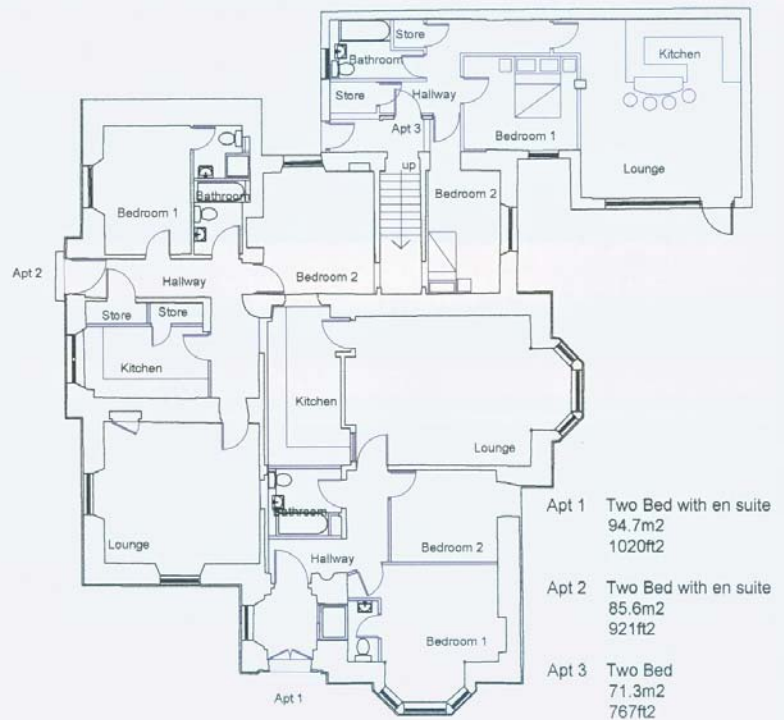 Store
Kitchen
Bathroom
Hallway
Store
Apt 3
Bedroom 1
up
Lounge
Bedroom 2
Bathroom
Bedroom 1
Apt 2
Hallway
Bedroom 2
Store
Store
Kitchen
Kitchen
Lounge
Bathroom
Lounge
Hallway
Bedroom 2
Bedroom 1
Apt 1
Apt 1 Two Bed with en suite
94.7m2
1020ft2
Apt 2 Two Bed with en suite
85.6m2
921ft2
Apt 3 Two Bed
71.3m2
767ft2